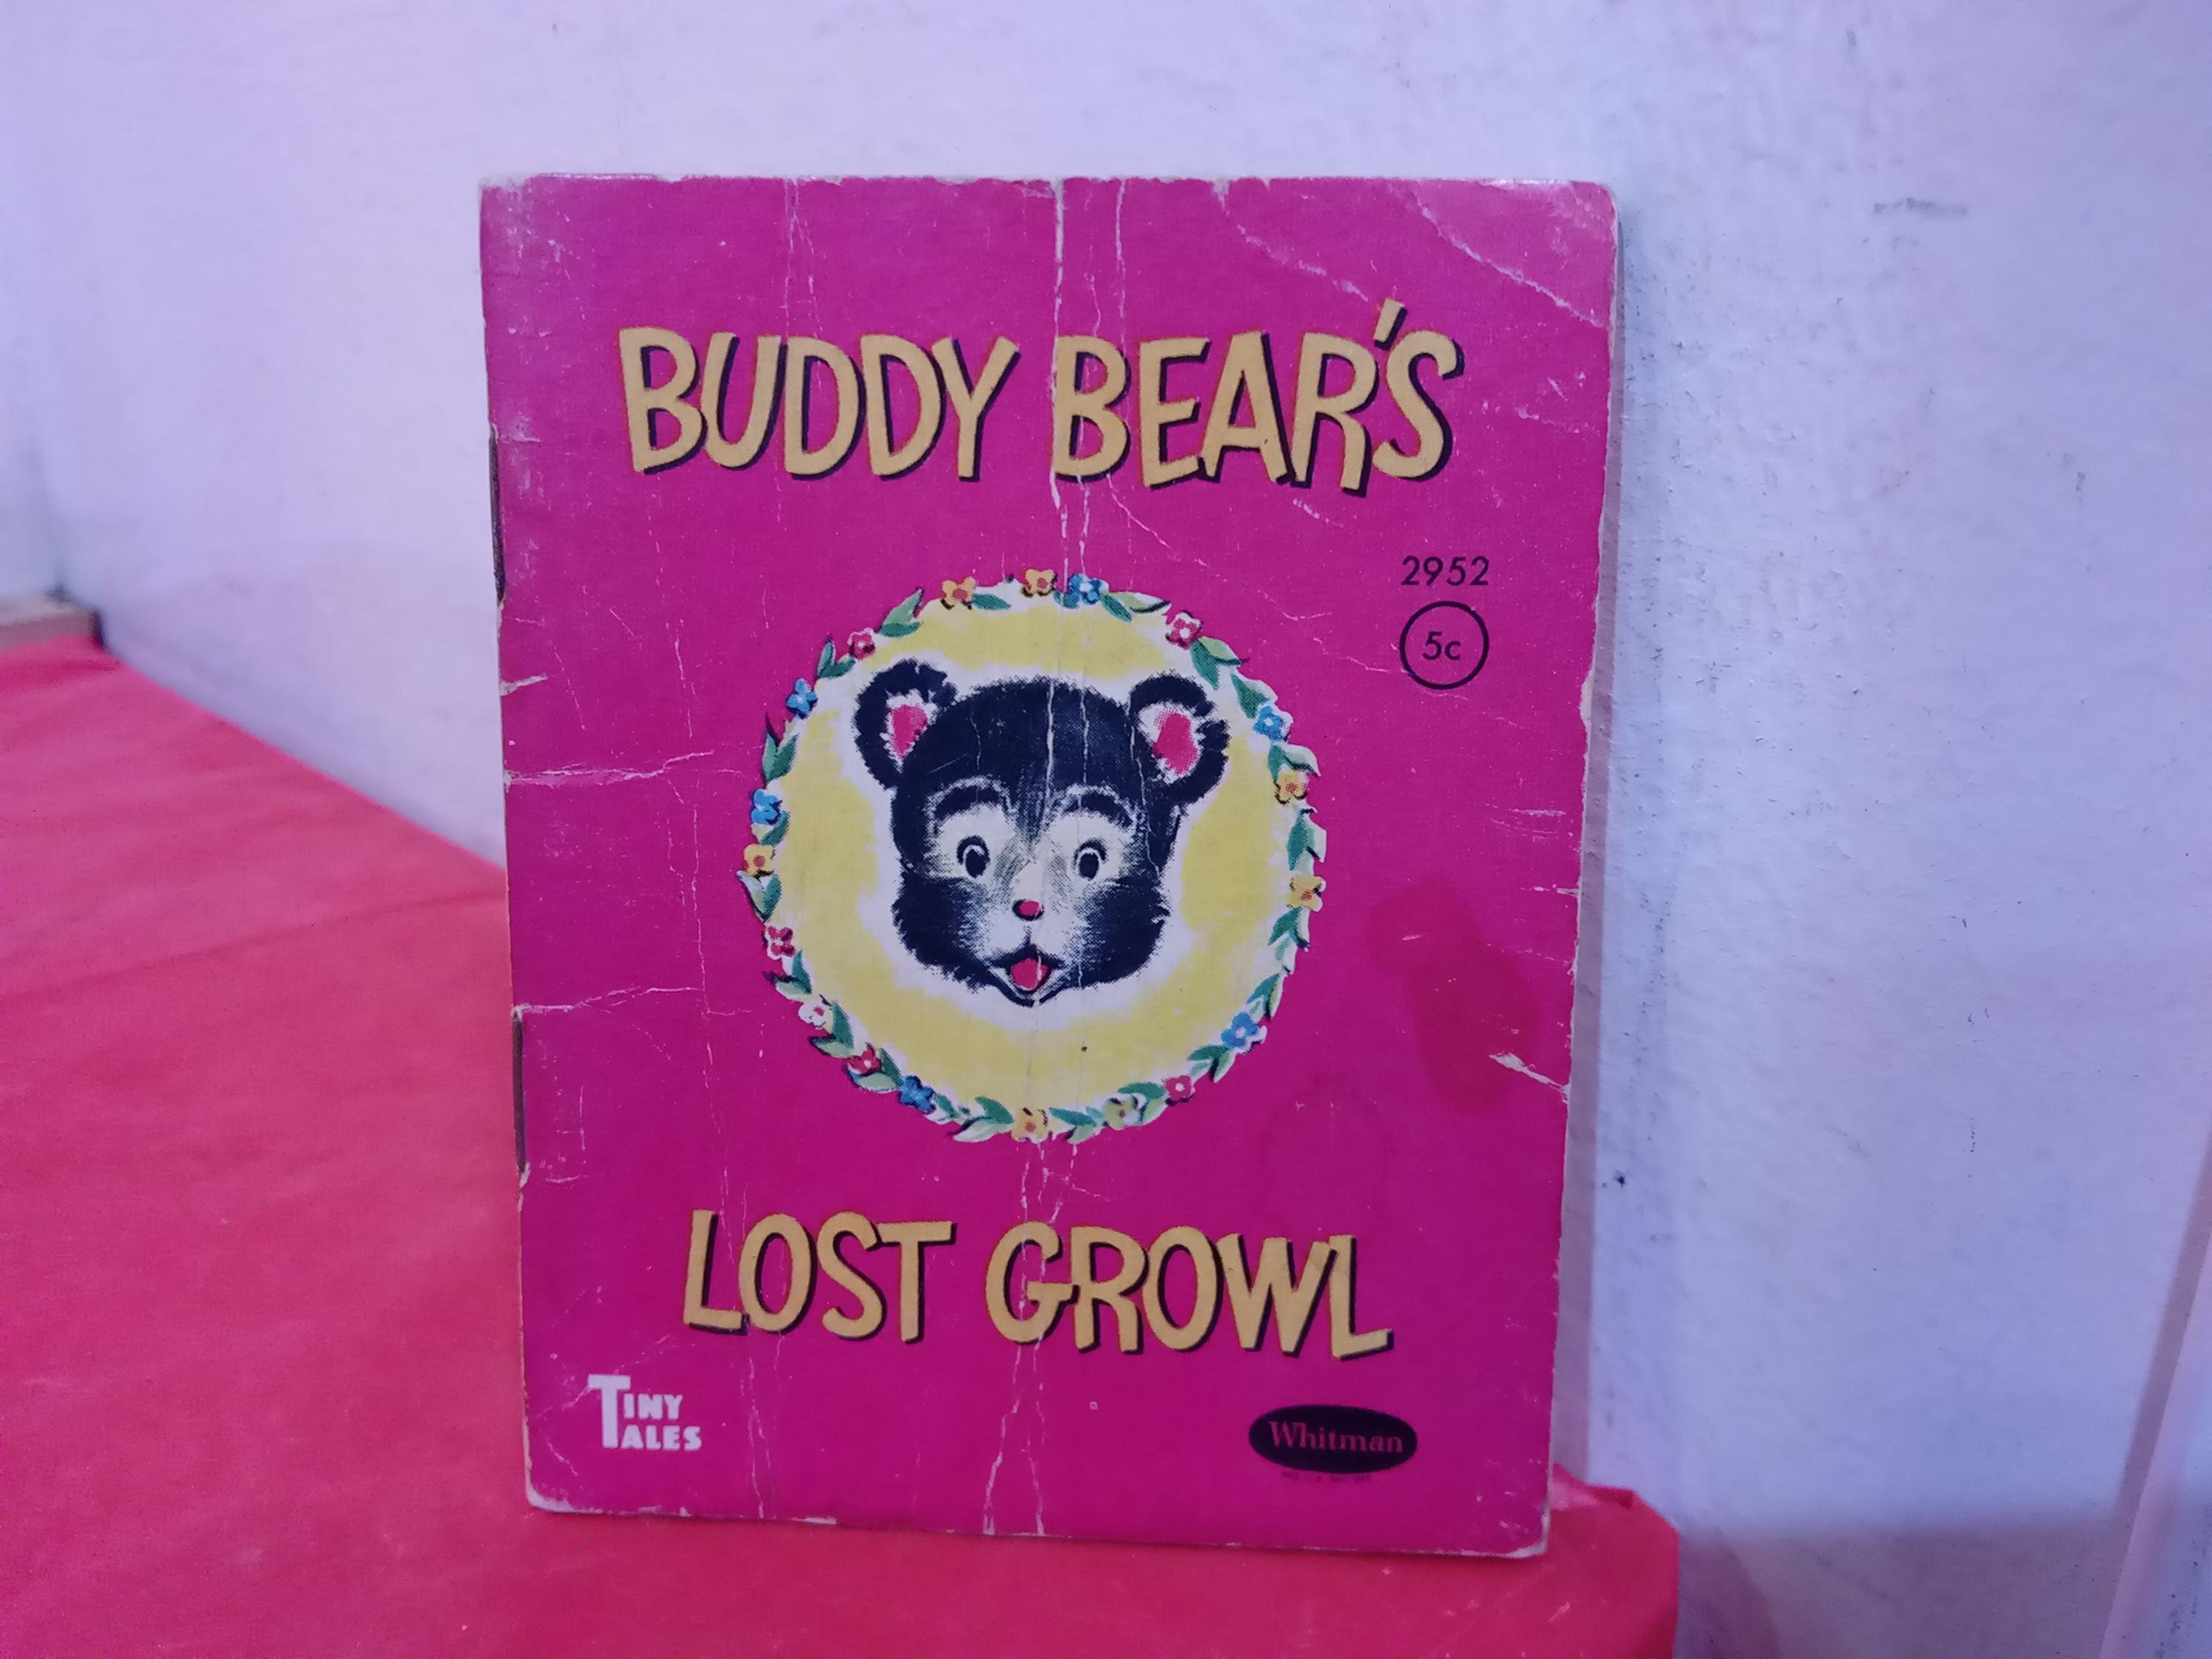 BUDDY BEAR'S
2952
5c
LOST GROWL
TINY
TALES
Whitman